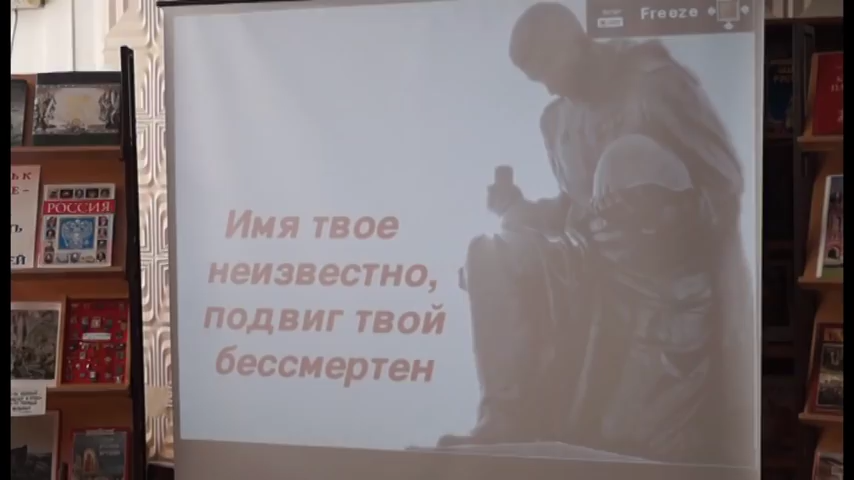 Freeze
РОССИЯ
Имя твое
неизвестно,
подвиг твой
бессмертен